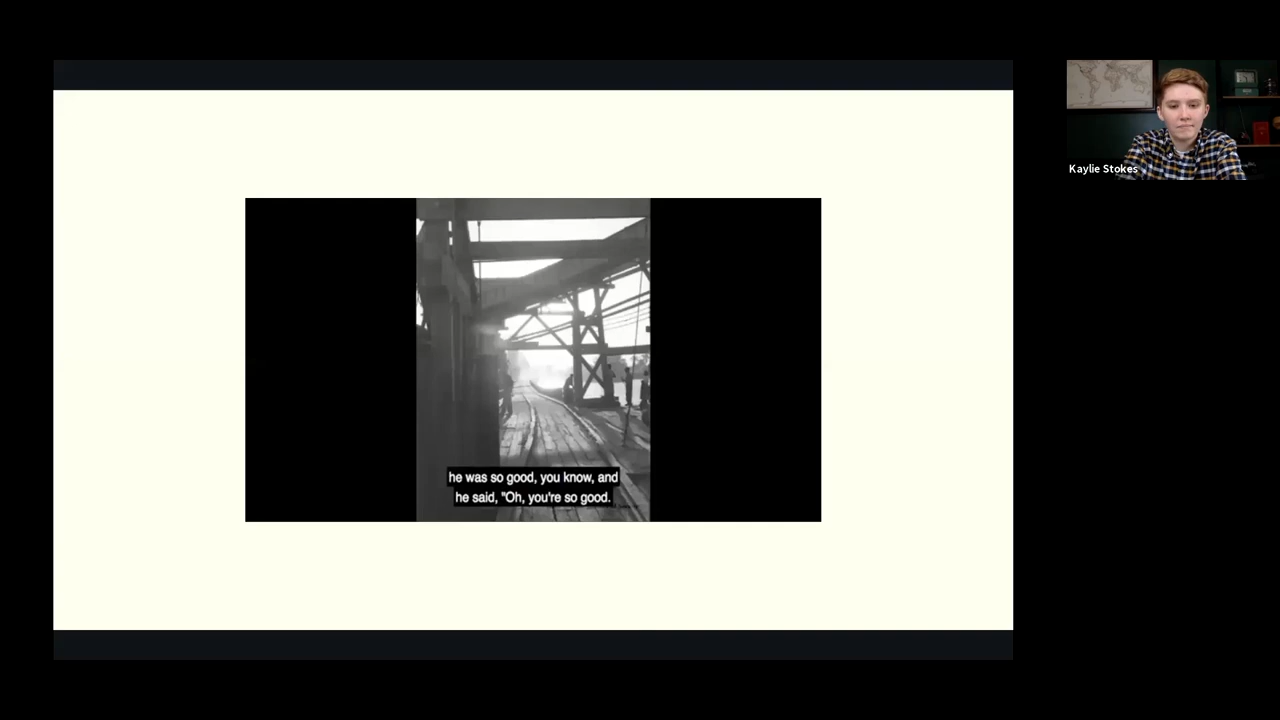 Kaylie Stokes
he was so good, you know, and
he said, "Oh, you're so good.